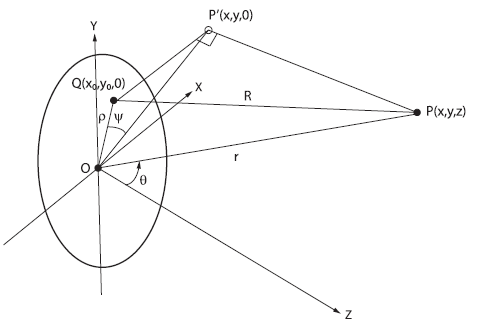 P'(x,y,0)
Y
Q(x₀,y₀,0)
X
R
P(x,y,z)
ρ ψ
r
O
θ
Z